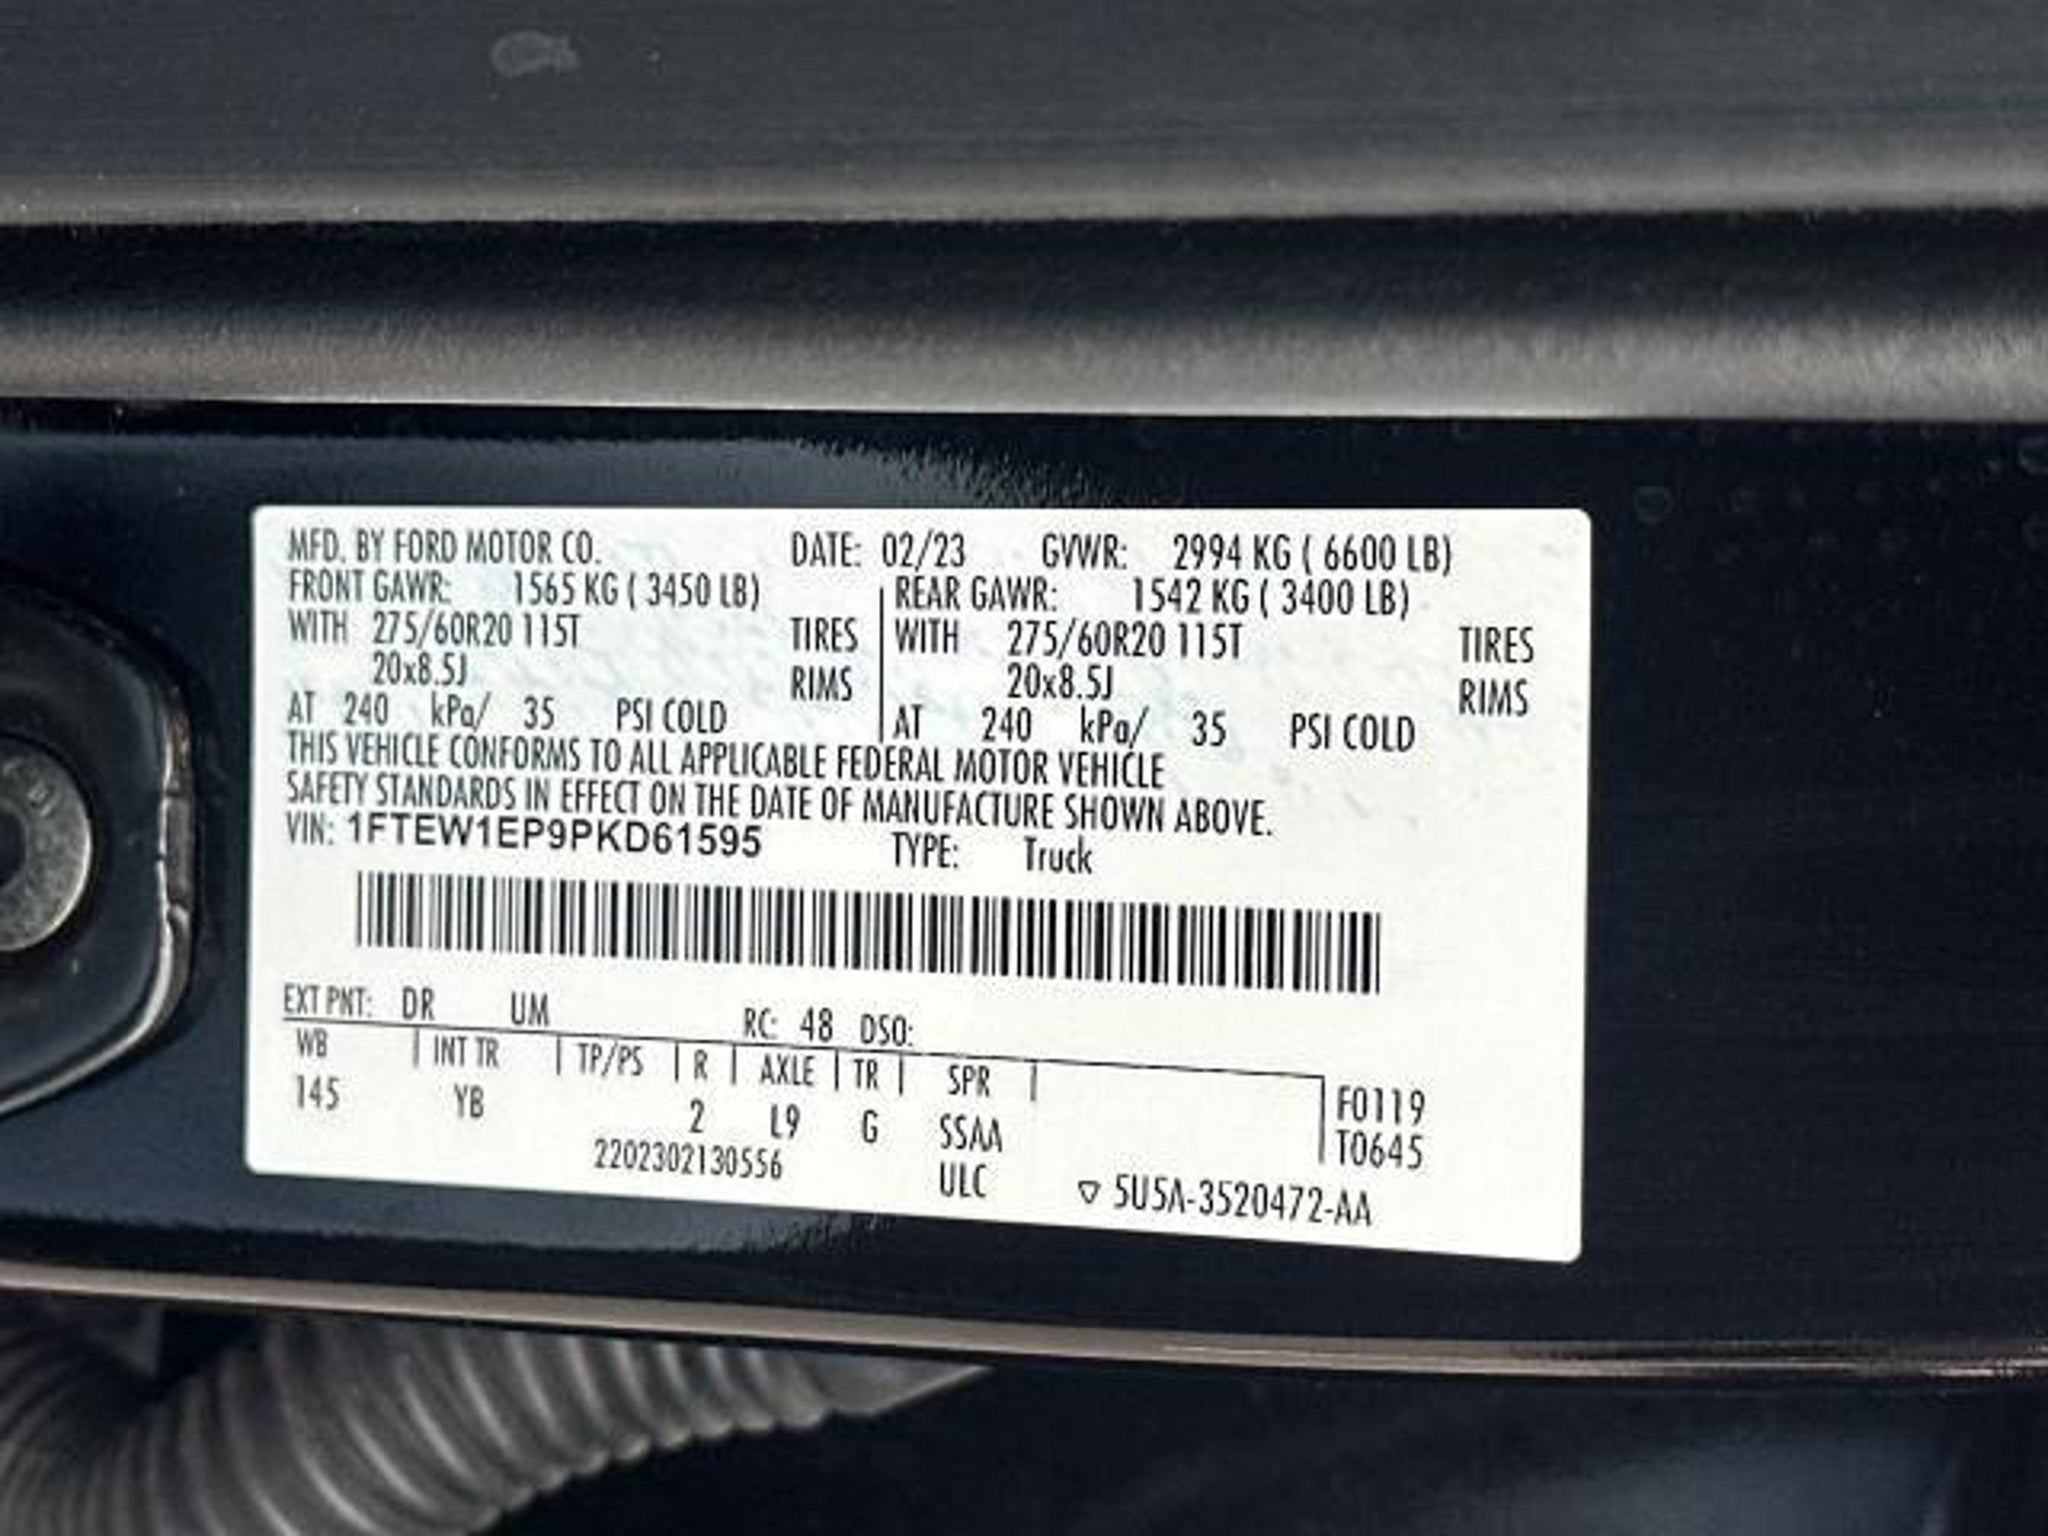 MFD. BY FORD MOTOR CO. DATE: 02/23 GVWR: 2994 KG ( 6600 LB)
FRONT GAWR: 1565 KG ( 3450 LB) REAR GAWR: 1542 KG ( 3400 LB)
WITH 275/60R20 115T TIRES WITH 275/60R20 115T TIRES
20x8.5J RIMS 20x8.5J RIMS
AT 240 kPa/ 35 PSI COLD AT 240 kPa/ 35 PSI COLD
THIS VEHICLE CONFORMS TO ALL APPLICABLE FEDERAL MOTOR VEHICLE
SAFETY STANDARDS IN EFFECT ON THE DATE OF MANUFACTURE SHOWN ABOVE.
VIN: 1FTEW1EP9PKD61595 TYPE: Truck
EXT PNT: DR UM RC: 48 DSO:
WB INT TR TP/PS R AXLE TR SPR F0119
145 YB 2 L9 G SSAA T0645
2202302130556 ULC 5U5A-3520472-AA